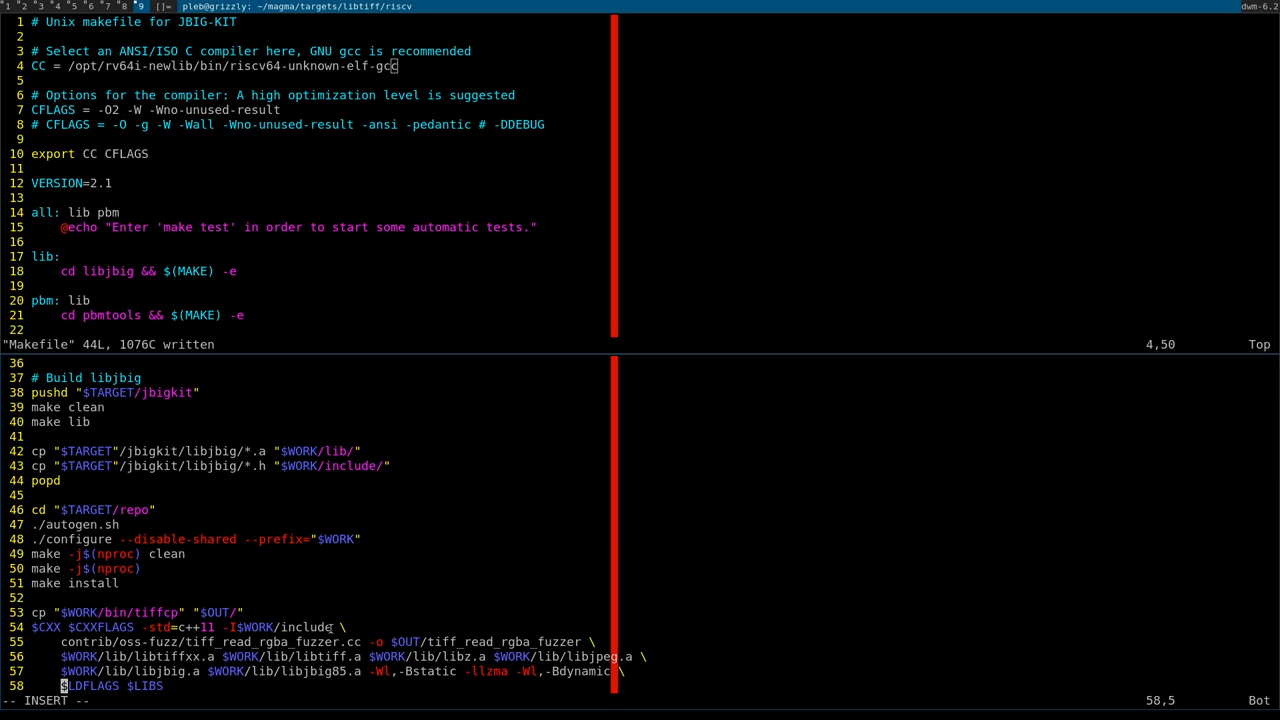 1 2 3 4 5 6 7 8 9 []= pleb@grizzly: ~/magma/targets/libtiff/riscv dwm-6.2
1 # Unix makefile for JBIG-KIT
2
3 # Select an ANSI/ISO C compiler here, GNU gcc is recommended
4 CC = /opt/rv64i-newlib/bin/riscv64-unknown-elf-gcc
5
6 # Options for the compiler: A high optimization level is suggested
7 CFLAGS = -O2 -W -Wno-unused-result
8 # CFLAGS = -O -g -W -Wall -Wno-unused-result -ansi -pedantic # -DDEBUG
9
10 export CC CFLAGS
11
12 VERSION=2.1
13
14 all: lib pbm
15     @echo "Enter 'make test' in order to start some automatic tests."
16
17 lib:
18     cd libjbig && $(MAKE) -e
19
20 pbm: lib
21     cd pbmtools && $(MAKE) -e
22
"Makefile" 44L, 1076C written 4,50 Top
36
37 # Build libjbig
38 pushd "$TARGET/jbigkit"
39 make clean
40 make lib
41
42 cp "$TARGET"/jbigkit/libjbig/*.a "$WORK/lib/"
43 cp "$TARGET"/jbigkit/libjbig/*.h "$WORK/include/"
44 popd
45
46 cd "$TARGET/repo"
47 ./autogen.sh
48 ./configure --disable-shared --prefix="$WORK"
49 make -j$(nproc) clean
50 make -j$(nproc)
51 make install
52
53 cp "$WORK/bin/tiffcp" "$OUT/"
54 $CXX $CXXFLAGS -std=c++11 -I$WORK/include \
55     contrib/oss-fuzz/tiff_read_rgba_fuzzer.cc -o $OUT/tiff_read_rgba_fuzzer \
56     $WORK/lib/libtiffxx.a $WORK/lib/libtiff.a $WORK/lib/libz.a $WORK/lib/libjpeg.a \
57     $WORK/lib/libjbig.a $WORK/lib/libjbig85.a -Wl,-Bstatic -llzma -Wl,-Bdynamic \
58     $LDFLAGS $LIBS
-- INSERT -- 58,5 Bot